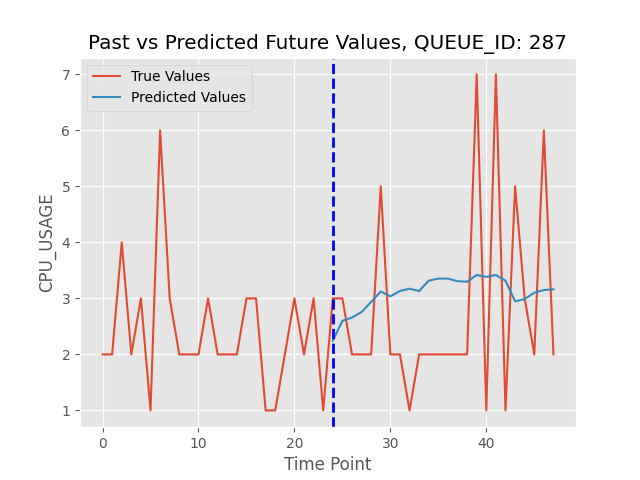 Past vs Predicted Future Values, QUEUE_ID: 287
True Values
Predicted Values
CPU_USAGE
7
6
5
4
3
2
1
0
10
20
30
40
Time Point